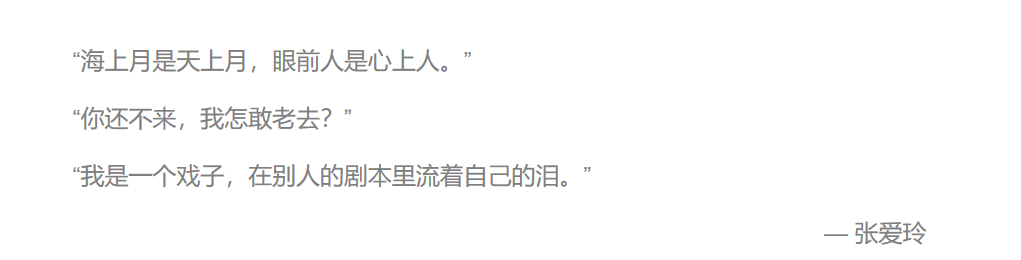 “海上月是天上月，眼前人是心上人。”
“你还不来，我怎敢老去？”
“我是一个戏子，在别人的剧本里流着自己的泪。”
— 张爱玲